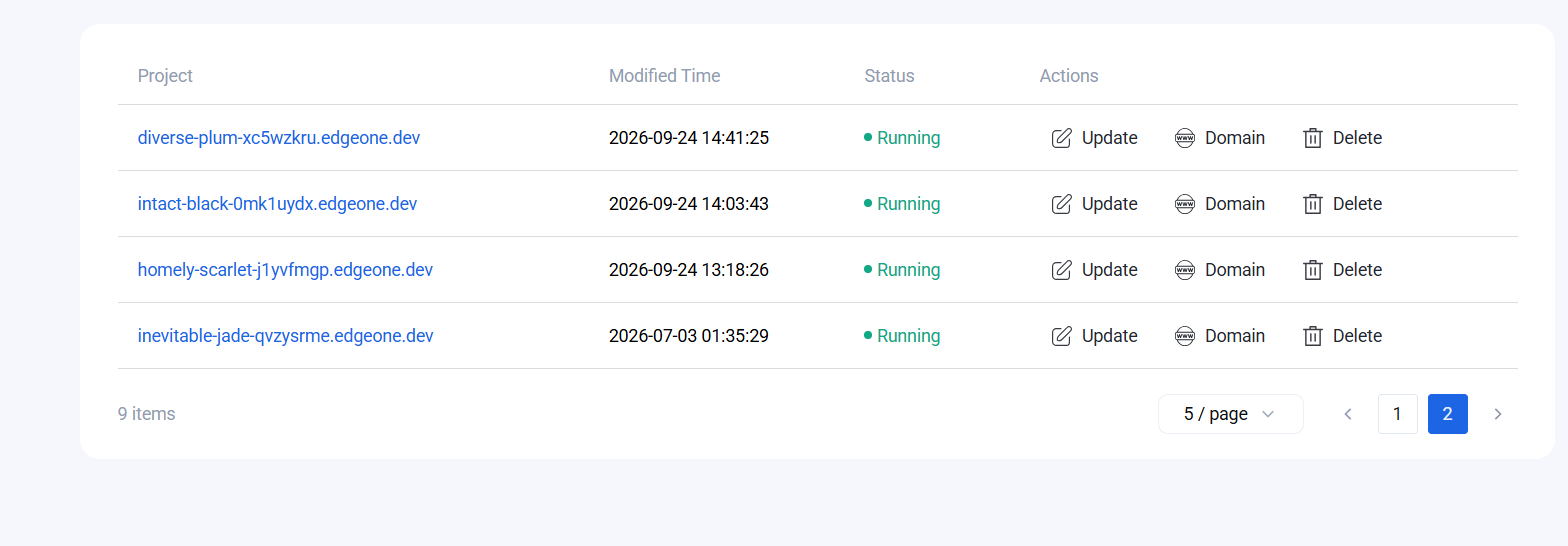 Project Modified Time Status Actions
diverse-plum-xc5wzkru.edgeone.dev 2026-09-24 14:41:25 Running Update Domain Delete
intact-black-0mk1uydx.edgeone.dev 2026-09-24 14:03:43 Running Update Domain Delete
homely-scarlet-j1yvfmgp.edgeone.dev 2026-09-24 13:18:26 Running Update Domain Delete
inevitable-jade-qvzysrme.edgeone.dev 2026-07-03 01:35:29 Running Update Domain Delete
9 items 5 / page 1 2